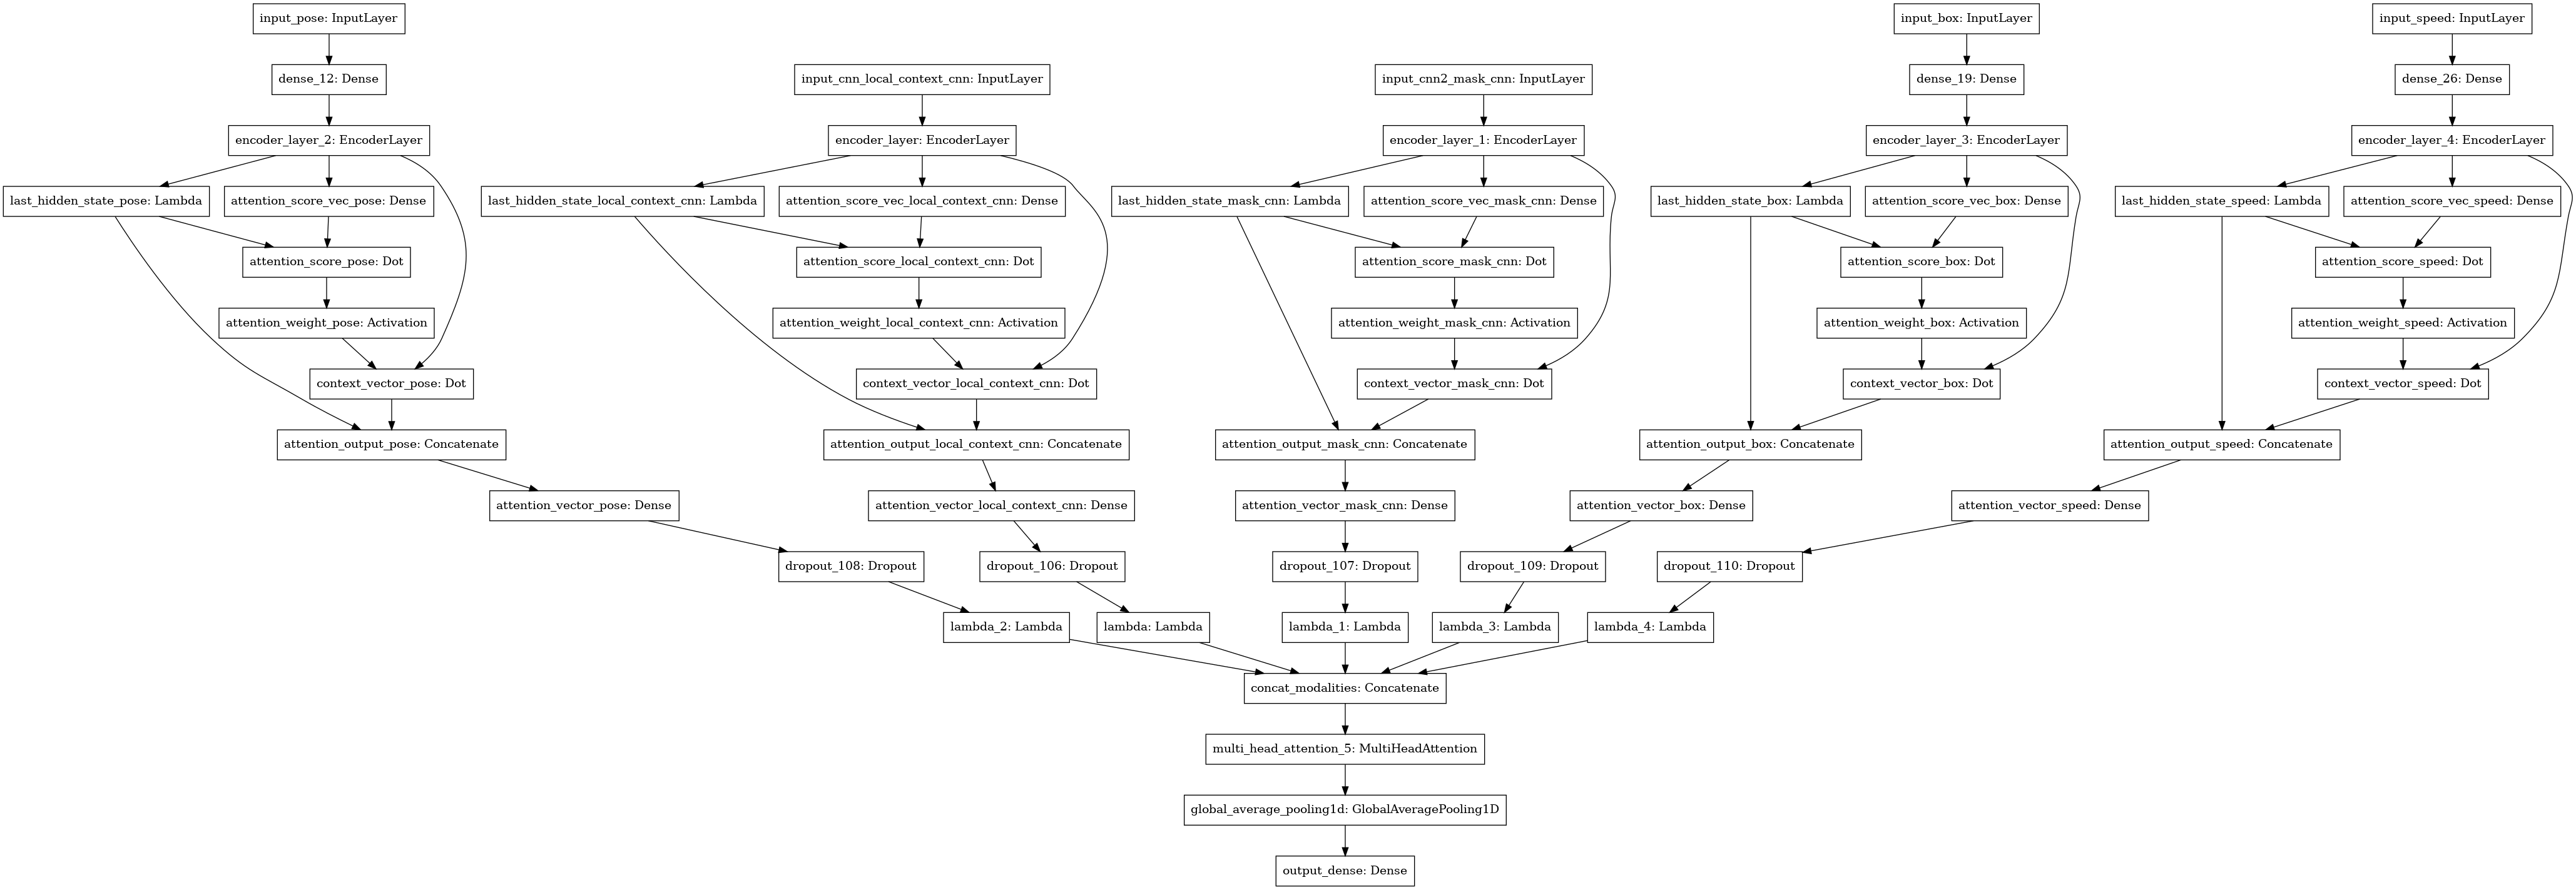 input_pose: InputLayer
input_box: InputLayer
input_speed: InputLayer
dense_12: Dense
input_cnn_local_context_cnn: InputLayer
input_cnn2_mask_cnn: InputLayer
dense_19: Dense
dense_26: Dense
encoder_layer_2: EncoderLayer
encoder_layer: EncoderLayer
encoder_layer_1: EncoderLayer
encoder_layer_3: EncoderLayer
encoder_layer_4: EncoderLayer
last_hidden_state_pose: Lambda
attention_score_vec_pose: Dense
last_hidden_state_local_context_cnn: Lambda
attention_score_vec_local_context_cnn: Dense
last_hidden_state_mask_cnn: Lambda
attention_score_vec_mask_cnn: Dense
last_hidden_state_box: Lambda
attention_score_vec_box: Dense
last_hidden_state_speed: Lambda
attention_score_vec_speed: Dense
attention_score_pose: Dot
attention_score_local_context_cnn: Dot
attention_score_mask_cnn: Dot
attention_score_box: Dot
attention_score_speed: Dot
attention_weight_pose: Activation
attention_weight_local_context_cnn: Activation
attention_weight_mask_cnn: Activation
attention_weight_box: Activation
attention_weight_speed: Activation
context_vector_pose: Dot
context_vector_local_context_cnn: Dot
context_vector_mask_cnn: Dot
context_vector_box: Dot
context_vector_speed: Dot
attention_output_pose: Concatenate
attention_output_local_context_cnn: Concatenate
attention_output_mask_cnn: Concatenate
attention_output_box: Concatenate
attention_output_speed: Concatenate
attention_vector_pose: Dense
attention_vector_local_context_cnn: Dense
attention_vector_mask_cnn: Dense
attention_vector_box: Dense
attention_vector_speed: Dense
dropout_108: Dropout
dropout_106: Dropout
dropout_107: Dropout
dropout_109: Dropout
dropout_110: Dropout
lambda_2: Lambda
lambda: Lambda
lambda_1: Lambda
lambda_3: Lambda
lambda_4: Lambda
concat_modalities: Concatenate
multi_head_attention_5: MultiHeadAttention
global_average_pooling1d: GlobalAveragePooling1D
output_dense: Dense